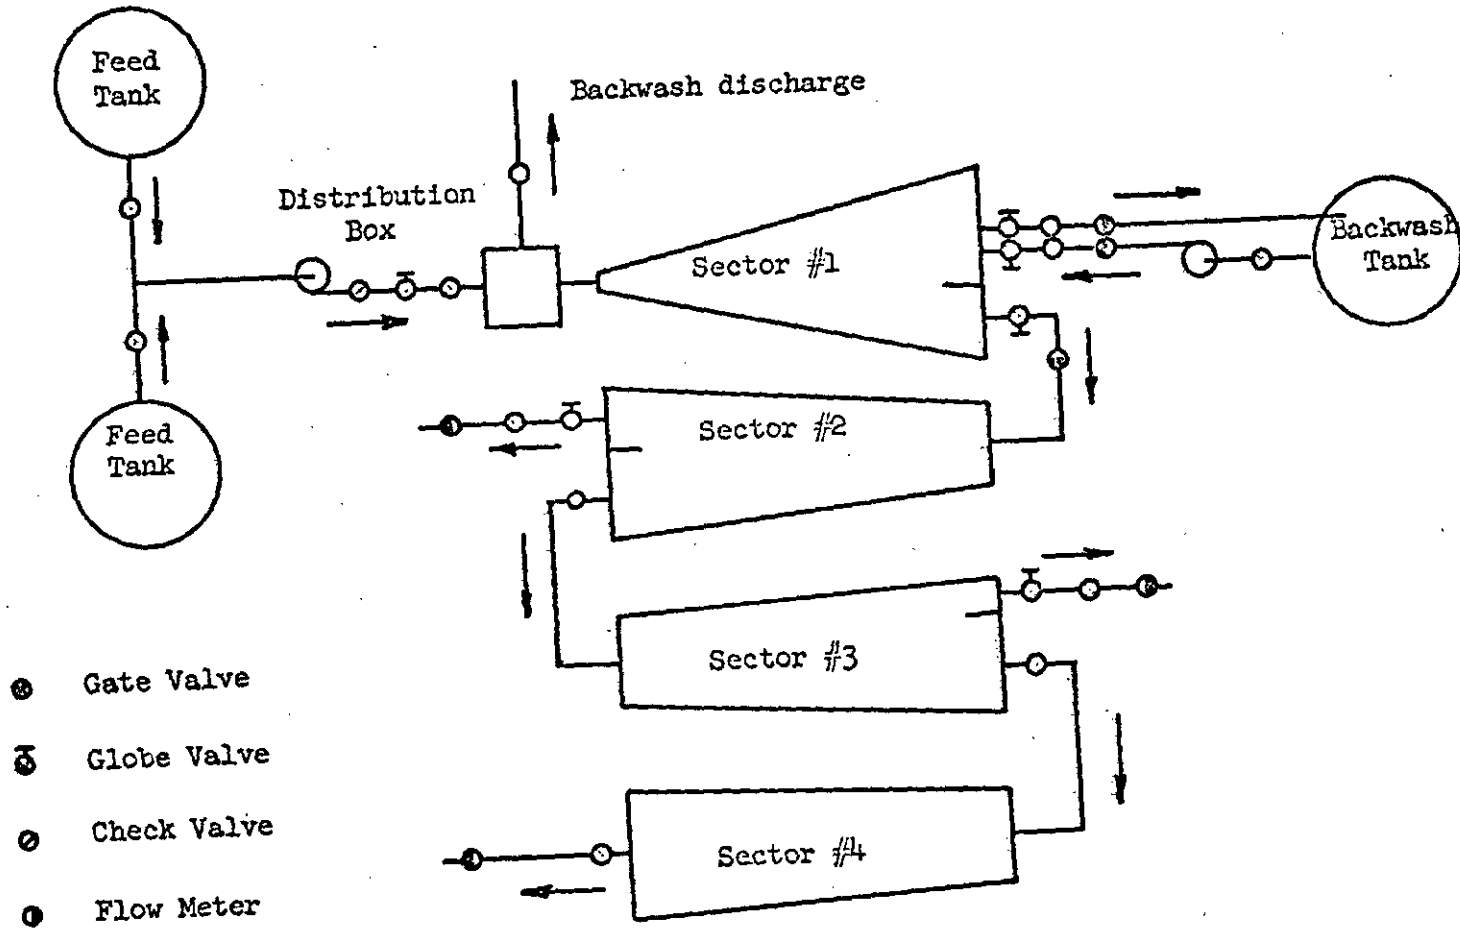 Feed
Tank
Backwash discharge
Distribution
Box
Sector #1
Backwash
Tank
Feed
Tank
Sector #2
Sector #3
Gate Valve
Globe Valve
Check Valve
Sector #4
Flow Meter